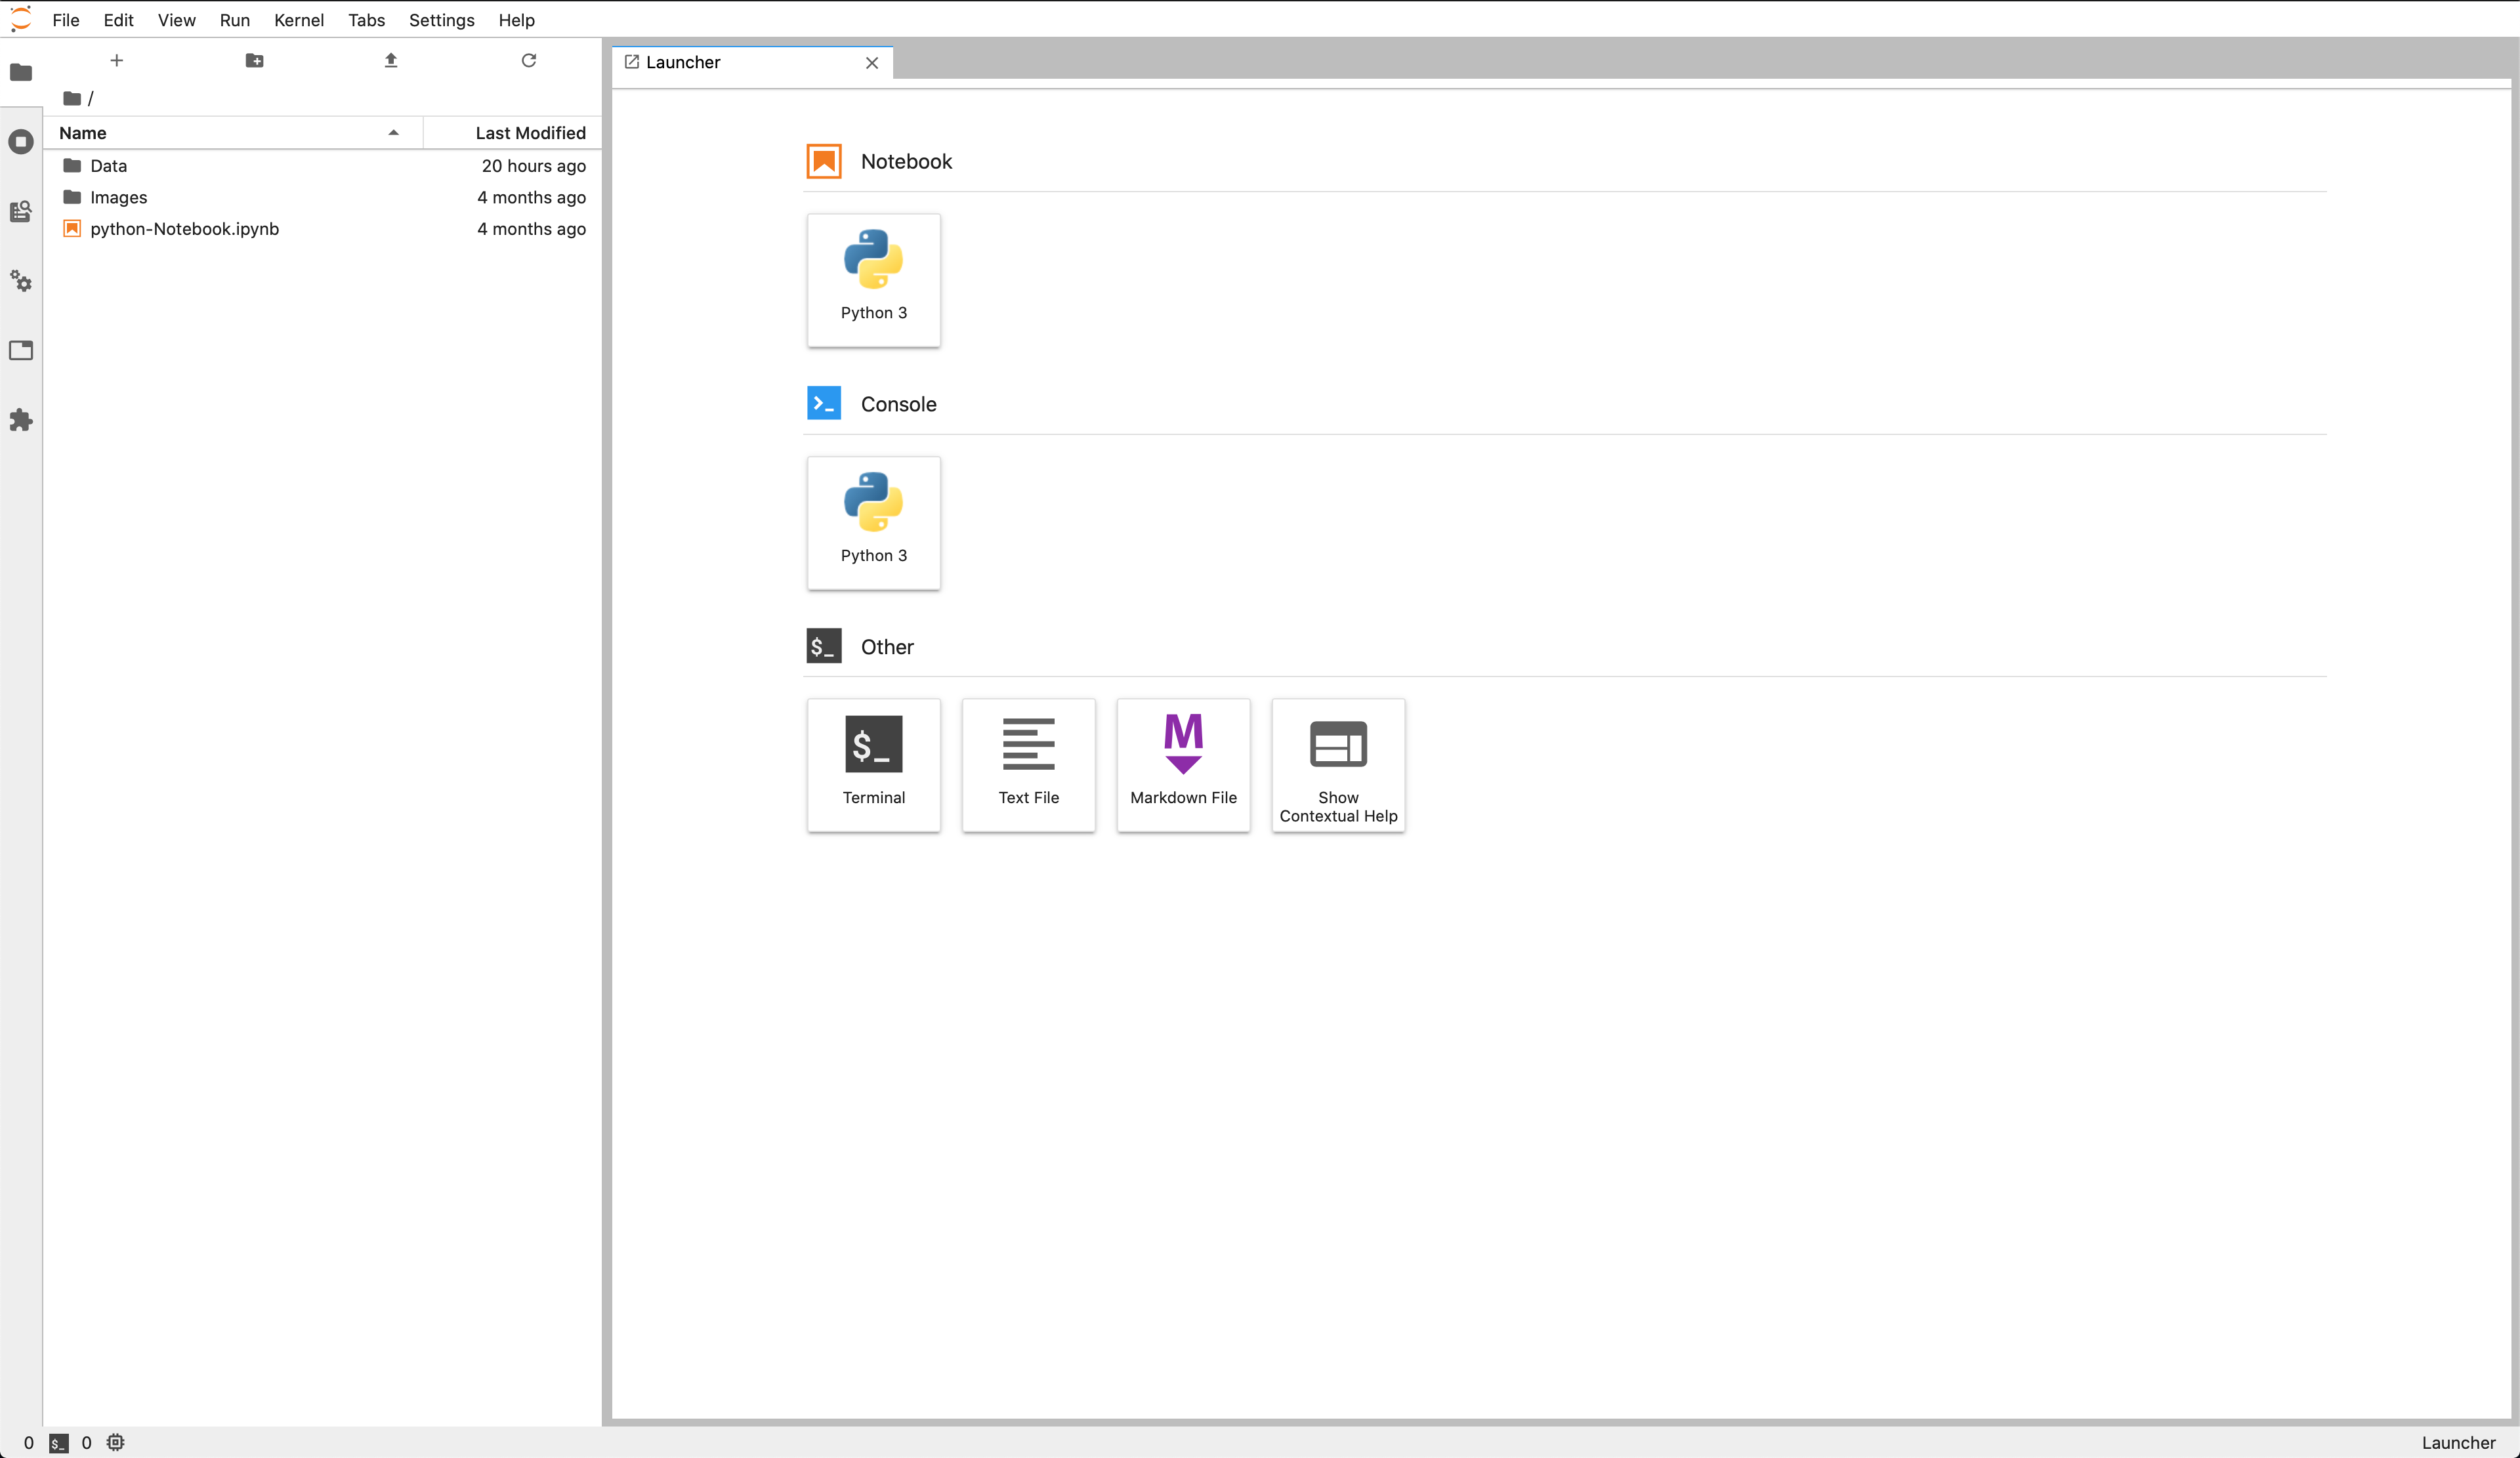 File Edit View Run Kernel Tabs Settings Help
Launcher
/
Name Last Modified
Data 20 hours ago
Images 4 months ago
python-Notebook.ipynb 4 months ago
Notebook
Python 3
Console
Python 3
$_ Other
$_
Terminal
Text File
M
Markdown File
Show
Contextual Help
0 $_ 0
Launcher